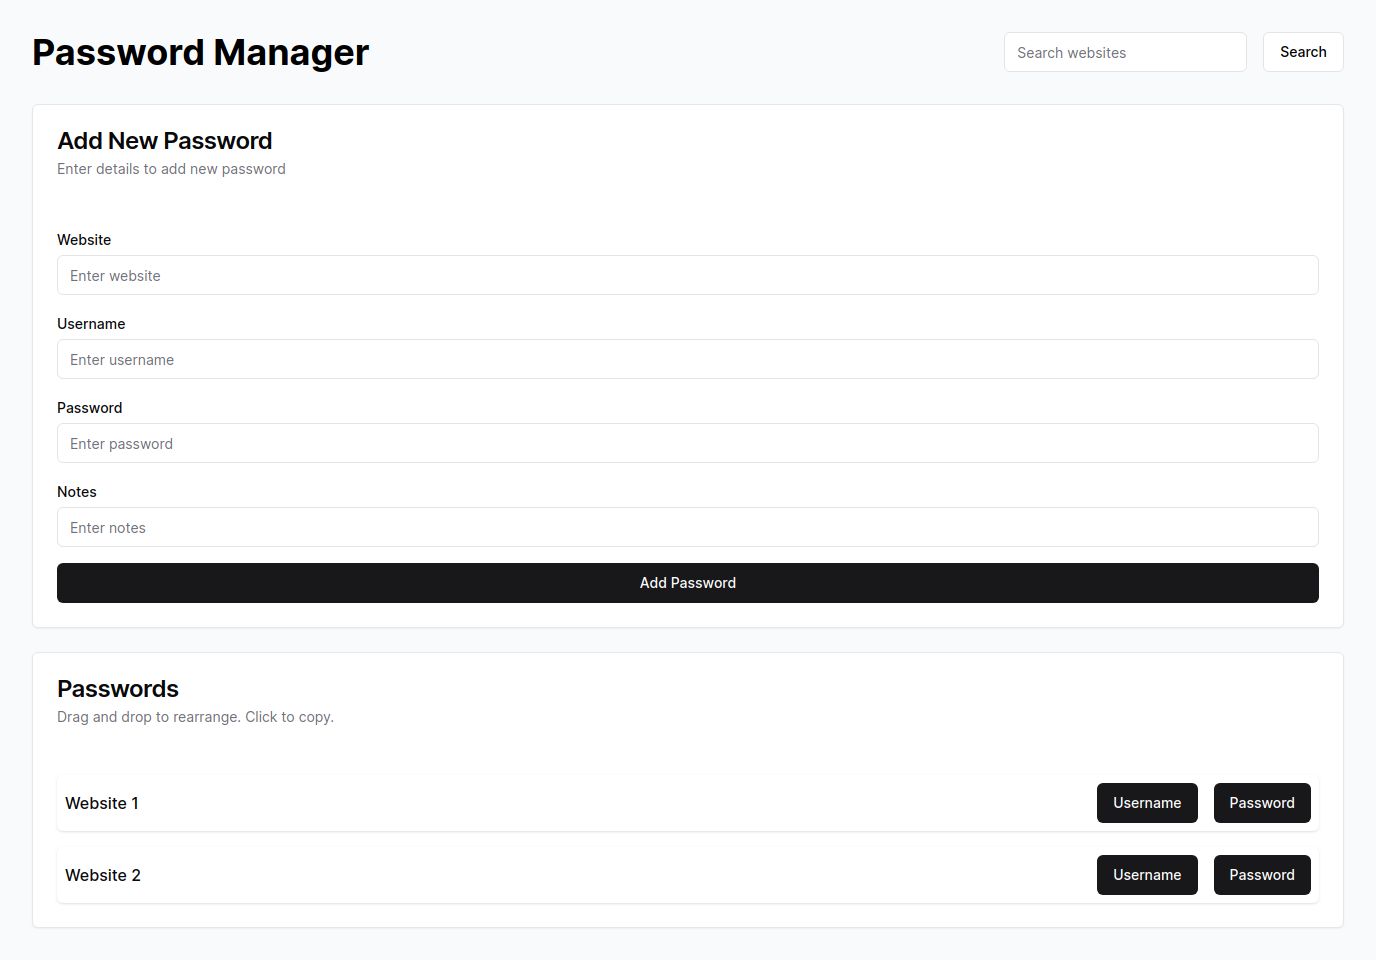 Password Manager
Search websites
Search
Add New Password
Enter details to add new password
Website
Enter website
Username
Enter username
Password
Enter password
Notes
Enter notes
Add Password
Passwords
Drag and drop to rearrange. Click to copy.
Website 1
Username
Password
Website 2
Username
Password